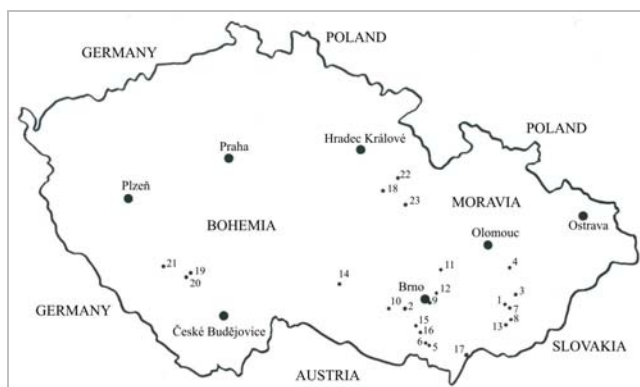 POLAND
GERMANY
POLAND
Hradec Králové
Praha
22
18
Plzeň
23
MORAVIA
BOHEMIA
Ostrava
Olomouc
21
19
20
11
4
14
12
3
Brno
9
1
7
10
2
8
České Budějovice
15
13
16
GERMANY
6
5
17
SLOVAKIA
AUSTRIA